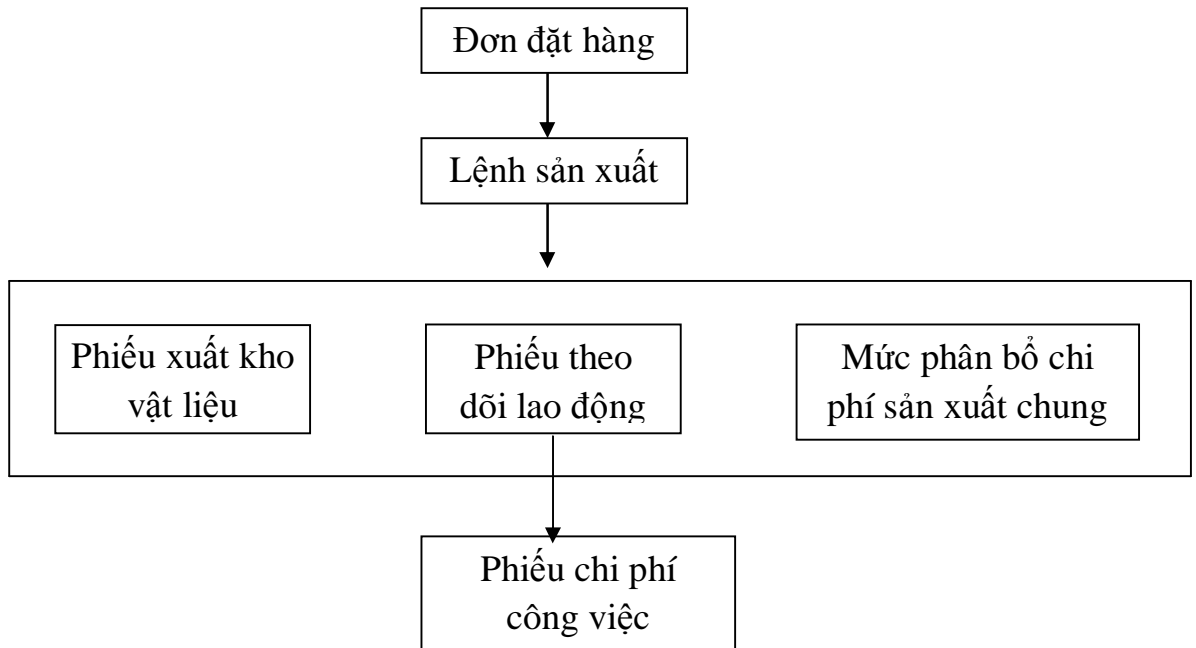 Đơn đặt hàng
Lệnh sản xuất
Phiếu xuất kho
vật liệu
Phiếu theo
dõi lao động
Mức phân bổ chi
phí sản xuất chung
Phiếu chi phí
công việc